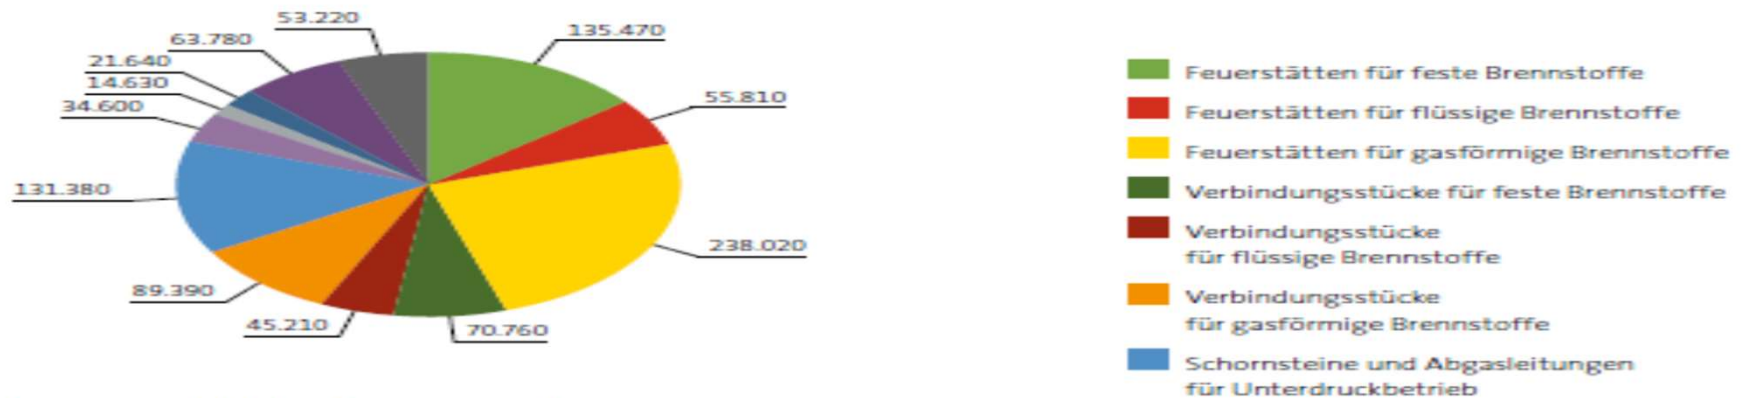 53.220
135.470
63.780
21.640
14.630
34.600
55.810
131.380
238.020
89.390
45.210
70.760
Feuerstätten für feste Brennstoffe
Feuerstätten für flüssige Brennstoffe
Feuerstätten für gasförmige Brennstoffe
Verbindungsstücke für feste Brennstoffe
Verbindungsstücke
für flüssige Brennstoffe
Verbindungsstücke
für gasförmige Brennstoffe
Schornsteine und Abgasleitungen
für Unterdruckbetrieb